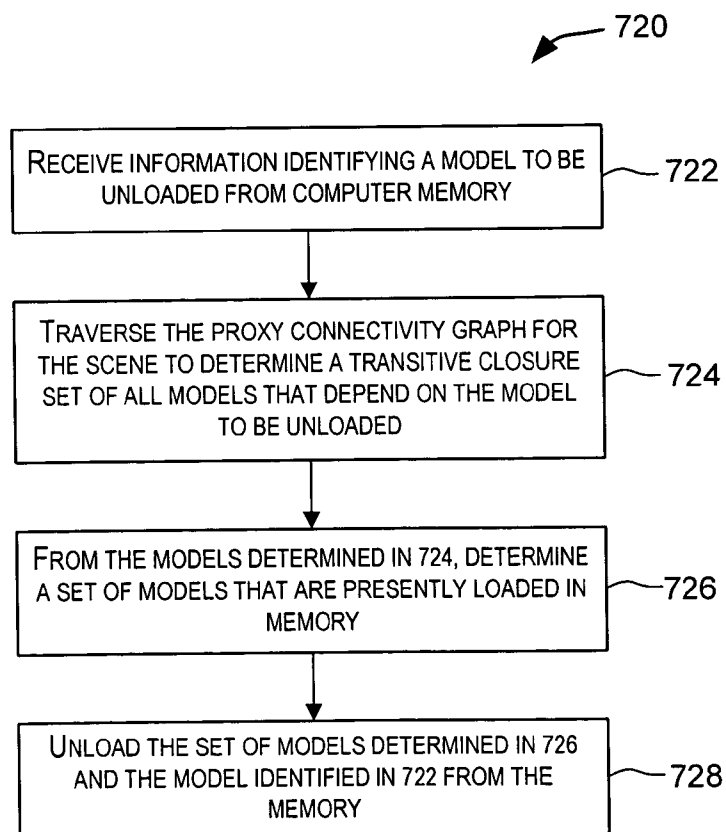 720
RECEIVE INFORMATION IDENTIFYING A MODEL TO BE
UNLOADED FROM COMPUTER MEMORY
722
TRAVERSE THE PROXY CONNECTIVITY GRAPH FOR
THE SCENE TO DETERMINE A TRANSITIVE CLOSURE
SET OF ALL MODELS THAT DEPEND ON THE MODEL
TO BE UNLOADED
724
FROM THE MODELS DETERMINED IN 724, DETERMINE
A SET OF MODELS THAT ARE PRESENTLY LOADED IN
MEMORY
726
UNLOAD THE SET OF MODELS DETERMINED IN 726
AND THE MODEL IDENTIFIED IN 722 FROM THE
MEMORY
728